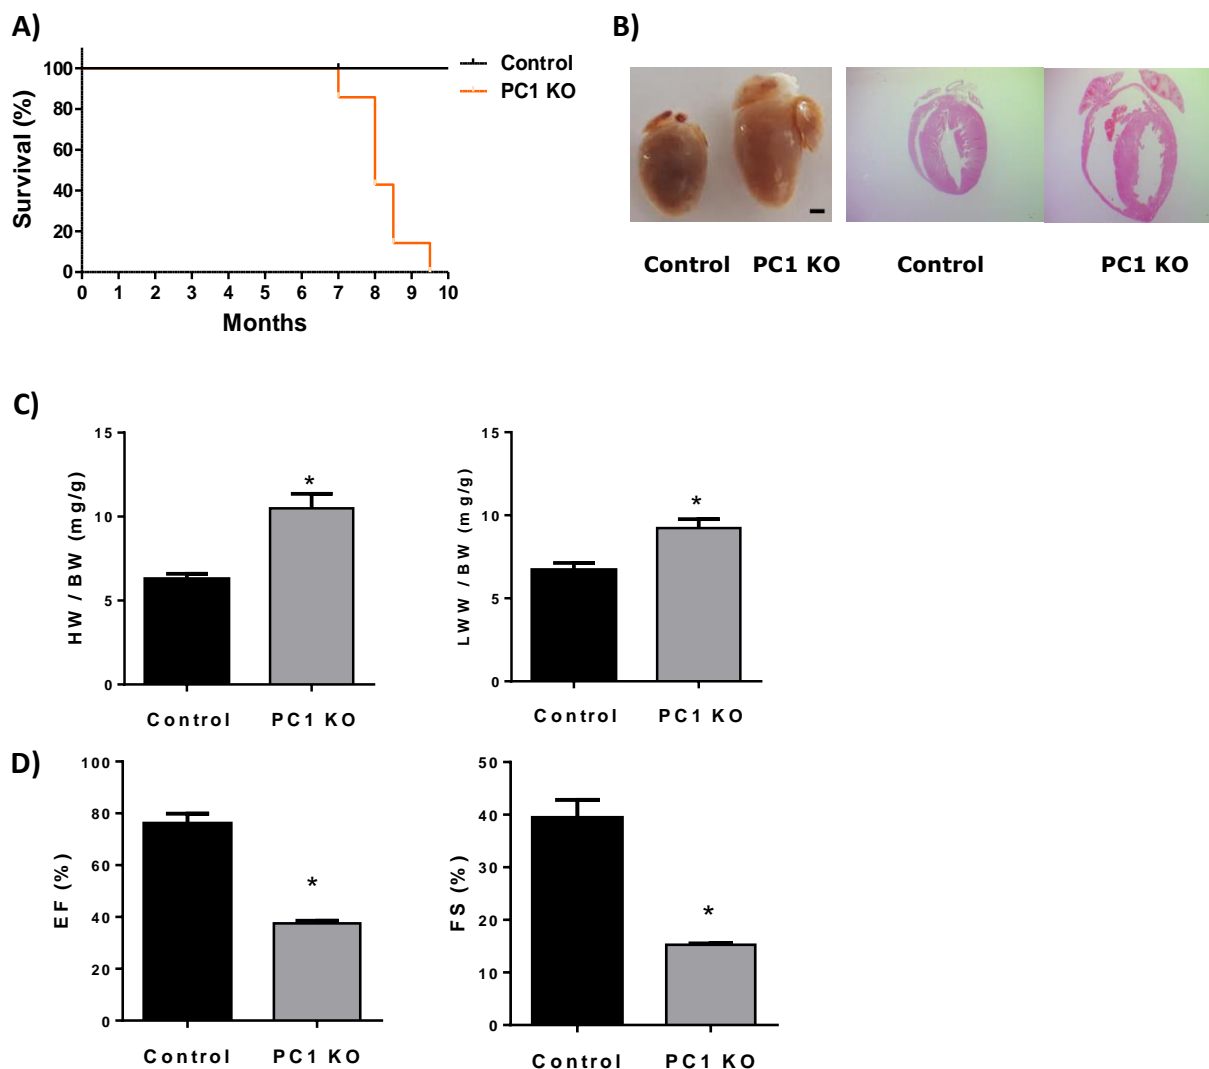 A)
Survival (%)
100
80
60
40
20
0
0 1 2 3 4 5 6 7 8 9 10
Months
Control
PC1 KO
B)
Control PC1 KO Control PC1 KO
C)
HW / BW (mg/g)
15
10
5
0
Control PC1 KO
*
LWW / BW (mg/g)
15
10
5
0
Control PC1 KO
*
D)
EF (%)
100
80
60
40
20
0
Control PC1 KO
*
FS (%)
50
40
30
20
10
0
Control PC1 KO
*